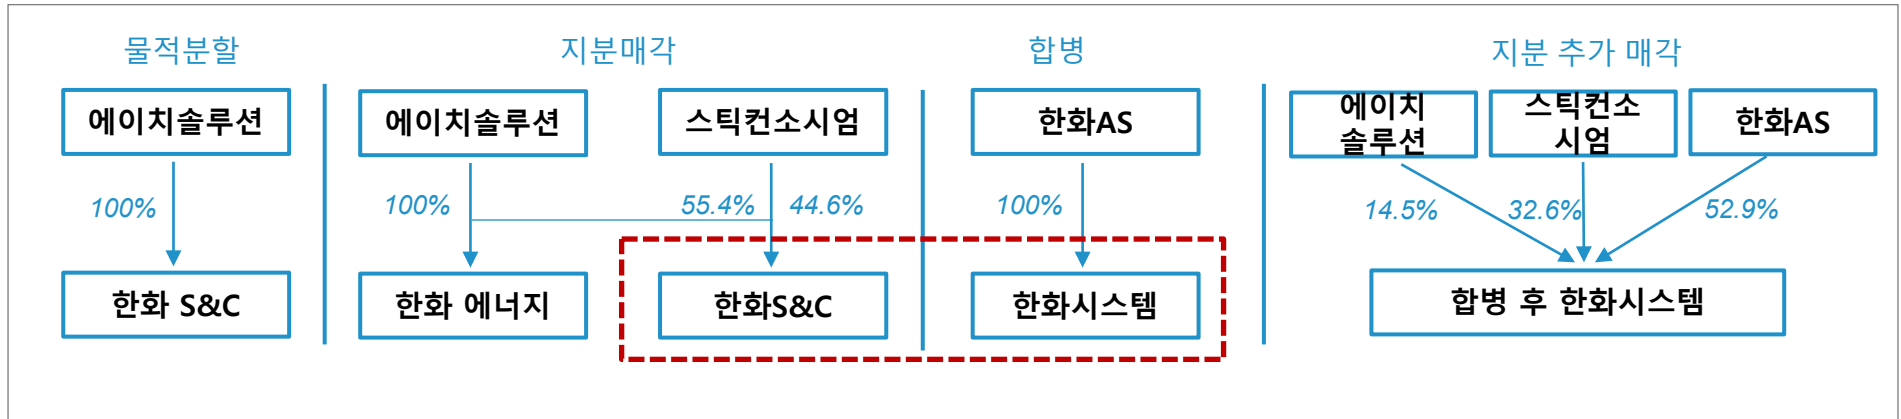 물적분할
지분매각
합병
지분 추가 매각
에이치솔루션
에이치솔루션
스틱컨소시엄
한화AS
에이치
솔루션
스틱컨소
시엄
한화AS
100%
100%
55.4%
44.6%
100%
14.5%
32.6%
52.9%
한화 S&C
한화 에너지
한화S&C
한화시스템
합병 후 한화시스템